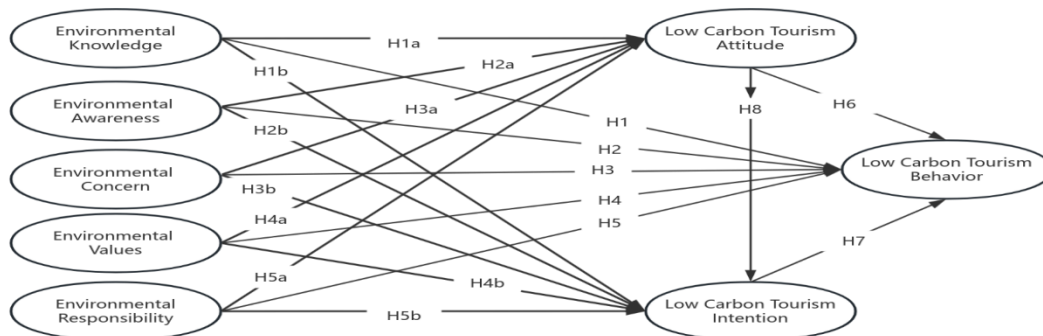 Environmental
Knowledge
Low Carbon Tourism
Attitude
H1a
H2a
H1b
Environmental
Awareness
H3a
H8
H6
H2b
H1
H2
Environmental
Concern
H3
Low Carbon Tourism
Behavior
H3b
H4
H4a
H5
Environmental
Values
H7
H5a
H4b
Environmental
Responsibility
H5b
Low Carbon Tourism
Intention